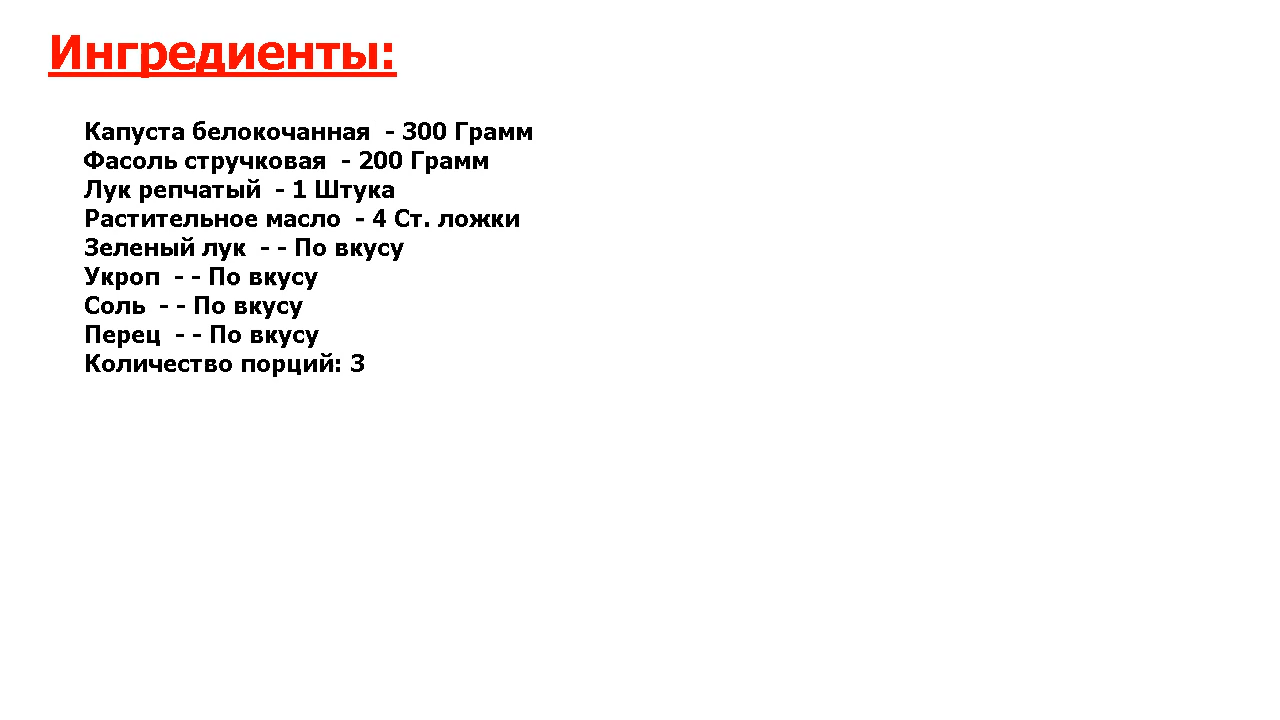 Ингредиенты:
Капуста белокочанная - 300 Грамм
Фасоль стручковая - 200 Грамм
Лук репчатый - 1 Штука
Растительное масло - 4 Ст. ложки
Зеленый лук - - По вкусу
Укроп - - По вкусу
Соль - - По вкусу
Перец - - По вкусу
Количество порций: 3